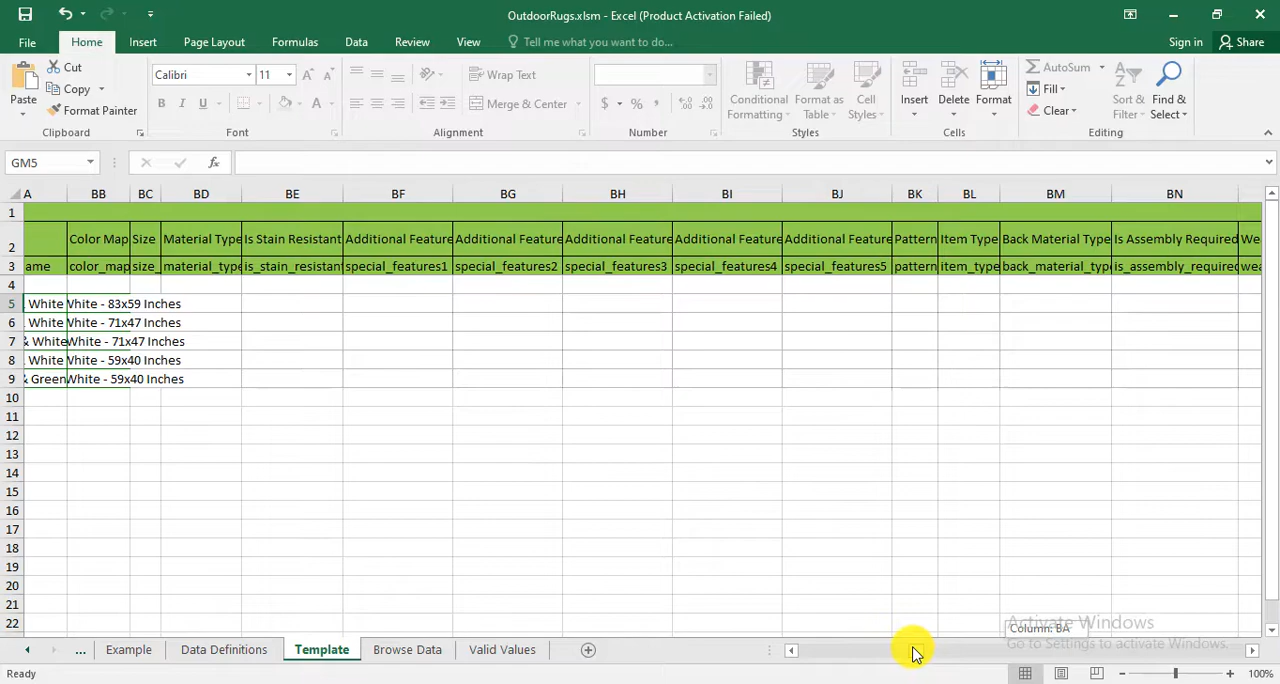 OutdoorRugs.xlsm - Excel (Product Activation Failed)
File Home Insert Page Layout Formulas Data Review View Tell me what you want to do... Sign in Share
Paste Cut Copy Format Painter
Calibri 11
B I U A
Wrap Text
Merge & Center
$ % ,
Conditional Formatting
Format as Table
Cell Styles
Insert Delete Format
AutoSum
Fill
Clear
Sort & Filter
Find & Select
Clipboard Font Alignment Number Styles Cells Editing
GM5 fx
A BB BC BD BE BF BG BH BI BJ BK BL BM BN
1
2 Color Map Size Material Type Is Stain Resistant Additional Feature Additional Feature Additional Feature Additional Feature Additional Feature Pattern Item Type Back Material Type Is Assembly Required We
3 ame color_map size_ material_type is_stain_resistan special_features1 special_features2 special_features3 special_features4 special_features5 pattern item_type back_material_typ is_assembly_required wea
4
5 White White - 83x59 Inches
6 White White - 71x47 Inches
7 & White White - 71x47 Inches
8 White White - 59x40 Inches
9 & Green White - 59x40 Inches
10
11
12
13
14
15
16
17
18
19
20
21
22
Activate Windows
Column: BA
Go to Settings to activate Windows.
... Example Data Definitions Template Browse Data Valid Values
Ready 100%